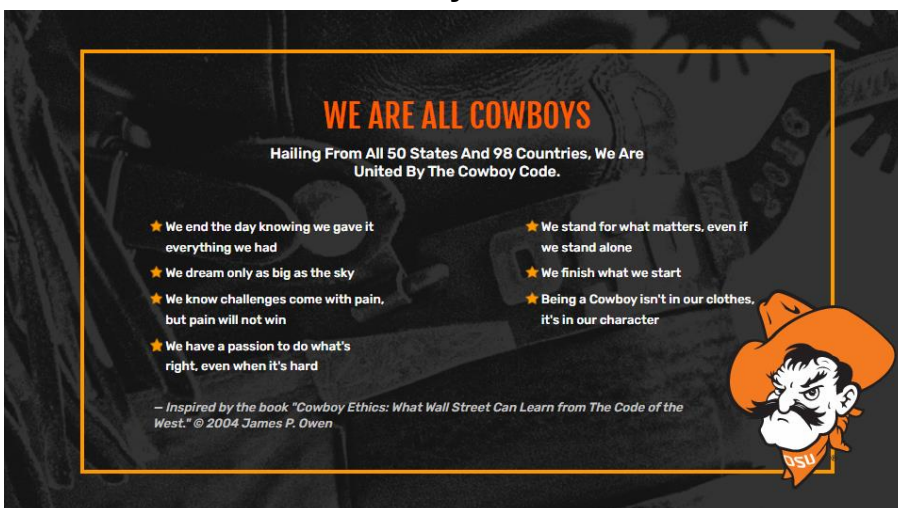 WE ARE ALL COWBOYS
Hailing From All 50 States And 98 Countries, We Are
United By The Cowboy Code.
We end the day knowing we gave it
everything we had
We dream only as big as the sky
We know challenges come with pain,
but pain will not win
We have a passion to do what's
right, even when it's hard
We stand for what matters, even if
we stand alone
We finish what we start
Being a Cowboy isn't in our clothes,
it's in our character
— Inspired by the book "Cowboy Ethics: What Wall Street Can Learn from The Code of the
West." © 2004 James P. Owen
OSU